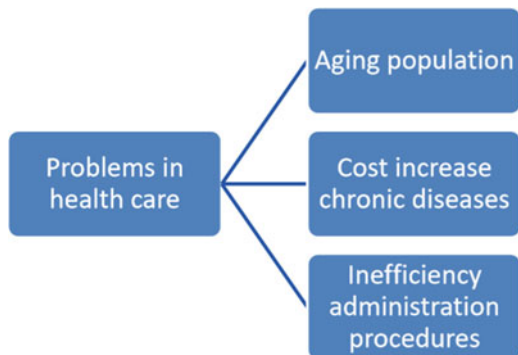 Aging population
Problems in
health care
Cost increase
chronic diseases
Inefficiency
administration
procedures